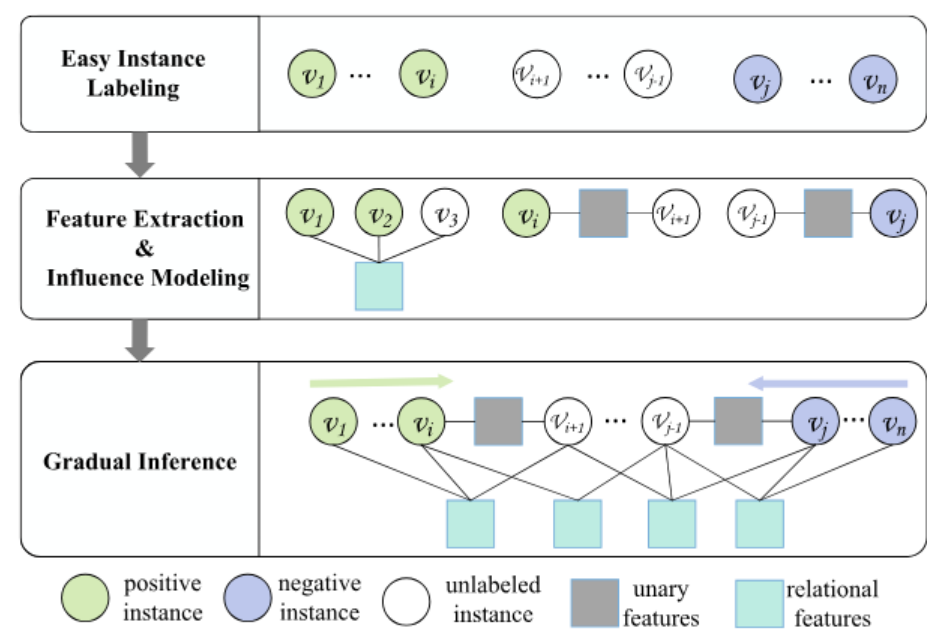 Easy Instance
Labeling
v₁ ... vᵢ vᵢ₊₁ ... vⱼ₋₁ vⱼ ... vₙ
Feature Extraction
&
Influence Modeling
v₁ v₂ v₃ vᵢ vᵢ₊₁ vⱼ₋₁ vⱼ
Gradual Inference
v₁ ... vᵢ vᵢ₊₁ ... vⱼ₋₁ vⱼ ... vₙ
positive
instance
negative
instance
unlabeled
instance
unary
features
relational
features